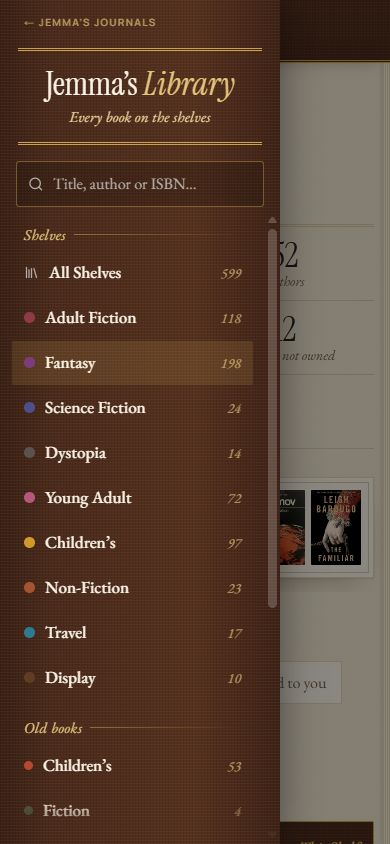 ← JEMMA'S JOURNALS
Jemma's Library
Every book on the shelves
Title, author or ISBN...
Shelves
All Shelves 599
Adult Fiction 118
Fantasy 198
Science Fiction 24
Dystopia 14
Young Adult 72
Children's 97
Non-Fiction 23
Travel 17
Display 10
Old books
Children's 53
Fiction 4
52
thors
12
not owned
nov
LEIGH
BARDUGO
THE
FAMILIAR
d to you